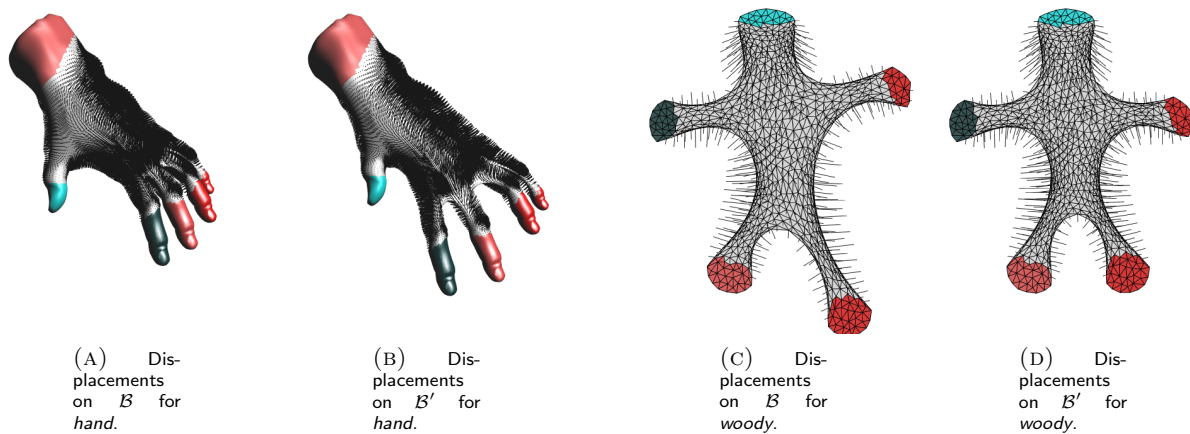 (A) Dis-
placements
on B for
hand.
(B) Dis-
placements
on B′ for
hand.
(C) Dis-
placements
on B for
woody.
(D) Dis-
placements
on B′ for
woody.